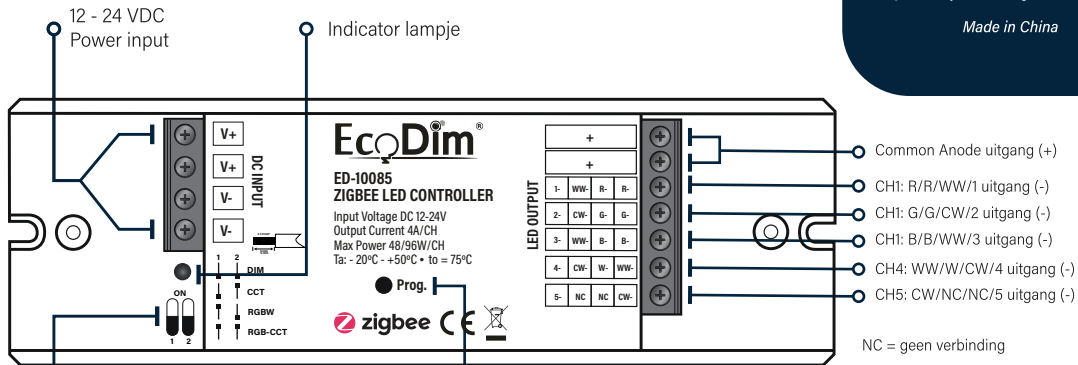 12 - 24 VDC
Power input
Indicator lampje
Made in China
V+
V+
V-
V-
DC INPUT
EcoDim®
ED-10085
ZIGBEE LED CONTROLLER
Input Voltage DC 12-24V
Output Current 4A/CH
Max Power 48/96W/CH
Ta: - 20ºC - +50ºC • to = 75ºC
Prog.
zigbee CE
1 2
DIM
CCT
RGBW
RGB-CCT
ON
1 2
LED OUTPUT
+
+
1- WW- R- R-
2- CW- G- G-
3- WW- B- B-
4- CW- W- WW-
5- NC NC CW-
Common Anode uitgang (+)
CH1: R/R/WW/1 uitgang (-)
CH1: G/G/CW/2 uitgang (-)
CH1: B/B/WW/3 uitgang (-)
CH4: WW/W/CW/4 uitgang (-)
CH5: CW/NC/NC/5 uitgang (-)
NC = geen verbinding